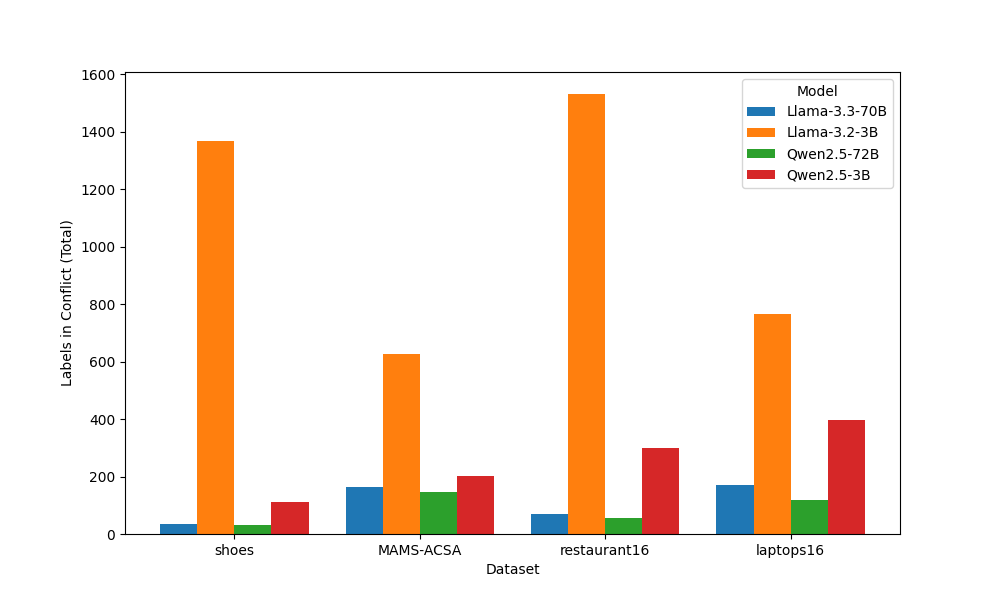 1600
1400
1200
1000
800
600
400
200
0
Labels in Conflict (Total)
Model
Llama-3.3-70B
Llama-3.2-3B
Qwen2.5-72B
Qwen2.5-3B
shoes
MAMS-ACSA
restaurant16
laptops16
Dataset